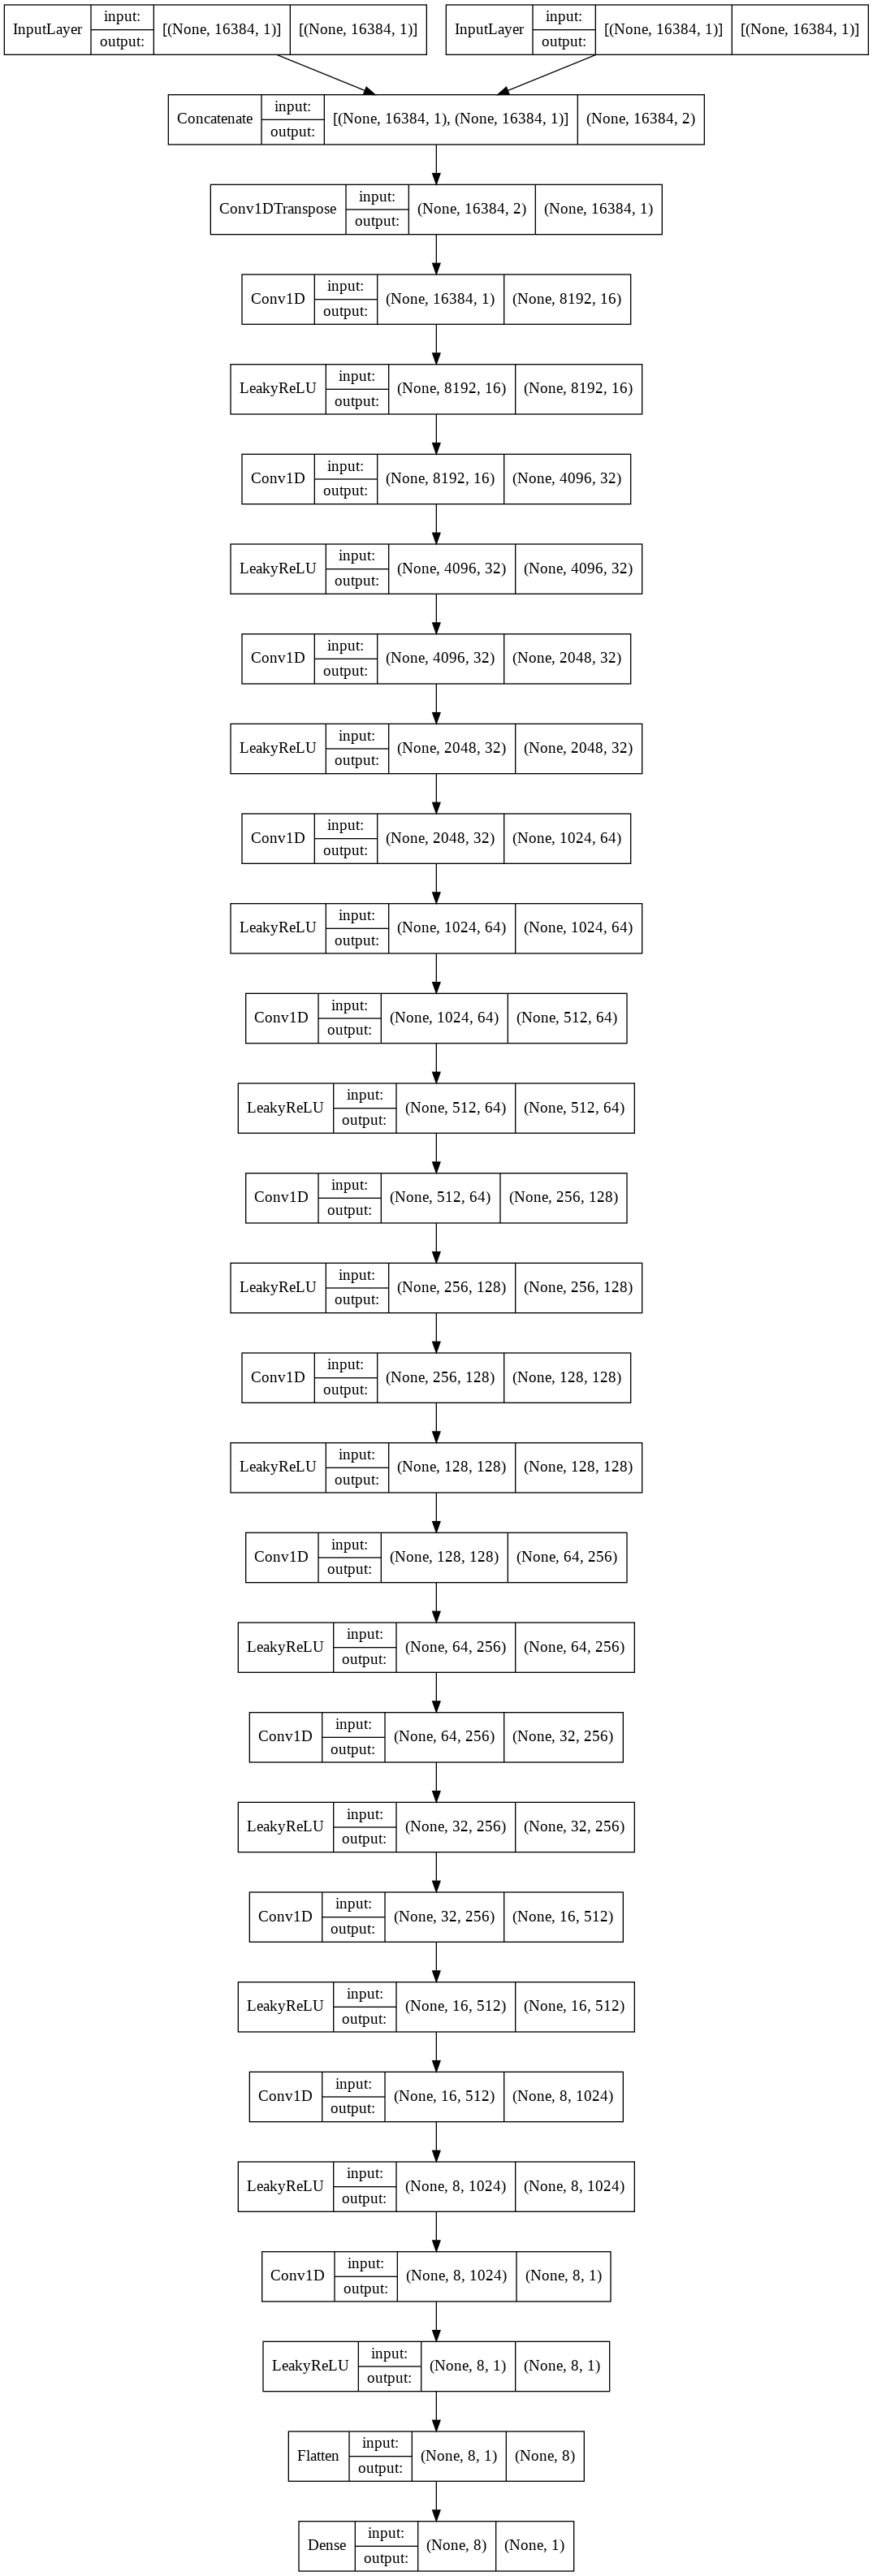 InputLayer input: output: [(None, 16384, 1)] [(None, 16384, 1)]
InputLayer input: output: [(None, 16384, 1)] [(None, 16384, 1)]
Concatenate input: output: [(None, 16384, 1), (None, 16384, 1)] (None, 16384, 2)
Conv1DTranspose input: output: (None, 16384, 2) (None, 16384, 1)
Conv1D input: output: (None, 16384, 1) (None, 8192, 16)
LeakyReLU input: output: (None, 8192, 16) (None, 8192, 16)
Conv1D input: output: (None, 8192, 16) (None, 4096, 32)
LeakyReLU input: output: (None, 4096, 32) (None, 4096, 32)
Conv1D input: output: (None, 4096, 32) (None, 2048, 32)
LeakyReLU input: output: (None, 2048, 32) (None, 2048, 32)
Conv1D input: output: (None, 2048, 32) (None, 1024, 64)
LeakyReLU input: output: (None, 1024, 64) (None, 1024, 64)
Conv1D input: output: (None, 1024, 64) (None, 512, 64)
LeakyReLU input: output: (None, 512, 64) (None, 512, 64)
Conv1D input: output: (None, 512, 64) (None, 256, 128)
LeakyReLU input: output: (None, 256, 128) (None, 256, 128)
Conv1D input: output: (None, 256, 128) (None, 128, 128)
LeakyReLU input: output: (None, 128, 128) (None, 128, 128)
Conv1D input: output: (None, 128, 128) (None, 64, 256)
LeakyReLU input: output: (None, 64, 256) (None, 64, 256)
Conv1D input: output: (None, 64, 256) (None, 32, 256)
LeakyReLU input: output: (None, 32, 256) (None, 32, 256)
Conv1D input: output: (None, 32, 256) (None, 16, 512)
LeakyReLU input: output: (None, 16, 512) (None, 16, 512)
Conv1D input: output: (None, 16, 512) (None, 8, 1024)
LeakyReLU input: output: (None, 8, 1024) (None, 8, 1024)
Conv1D input: output: (None, 8, 1024) (None, 8, 1)
LeakyReLU input: output: (None, 8, 1) (None, 8, 1)
Flatten input: output: (None, 8, 1) (None, 8)
Dense input: output: (None, 8) (None, 1)